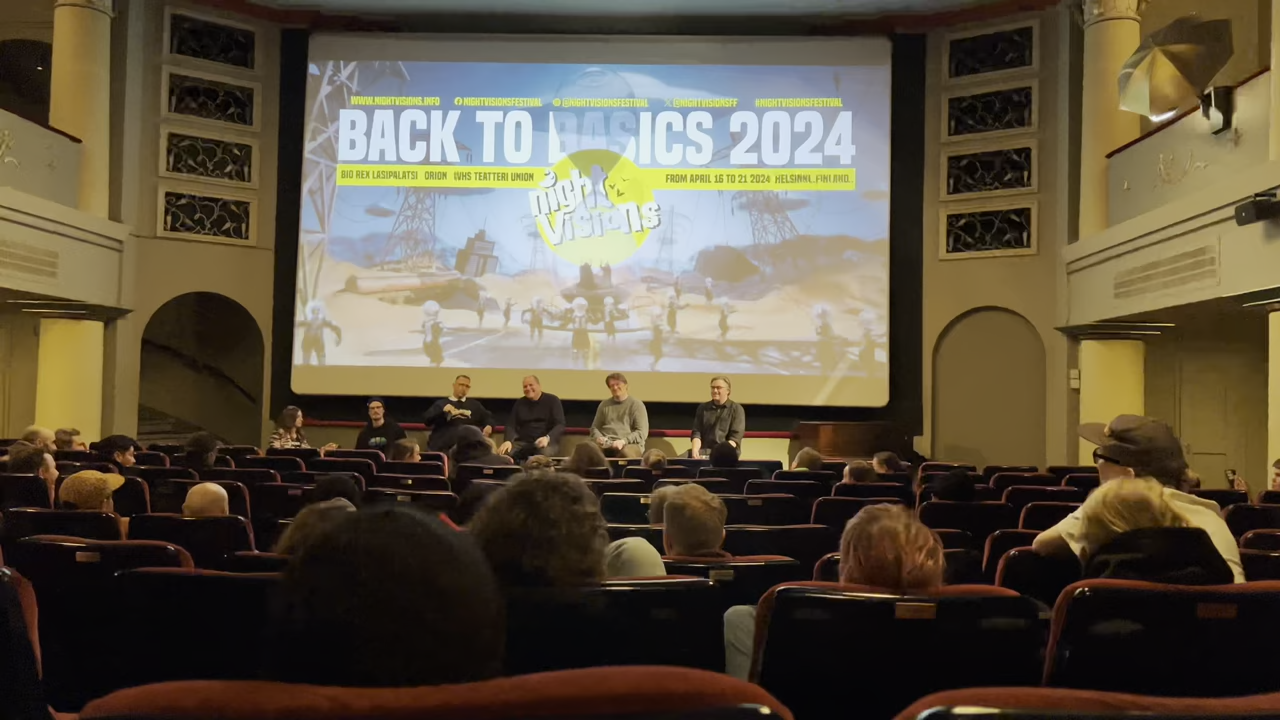 WWW.NIGHTVISIONS.INFO NIGHTVISIONSFESTIVAL @NIGHTVISIONSFESTIVAL @NIGHTVISIONSFF #NIGHTVISIONSFESTIVAL
BACK TO BASICS 2024
BIO REX LASIPALATSI ORION WHS TEATTERI UNION FROM APRIL 16 TO 21 2024 HELSINKI, FINLAND.
night
visions